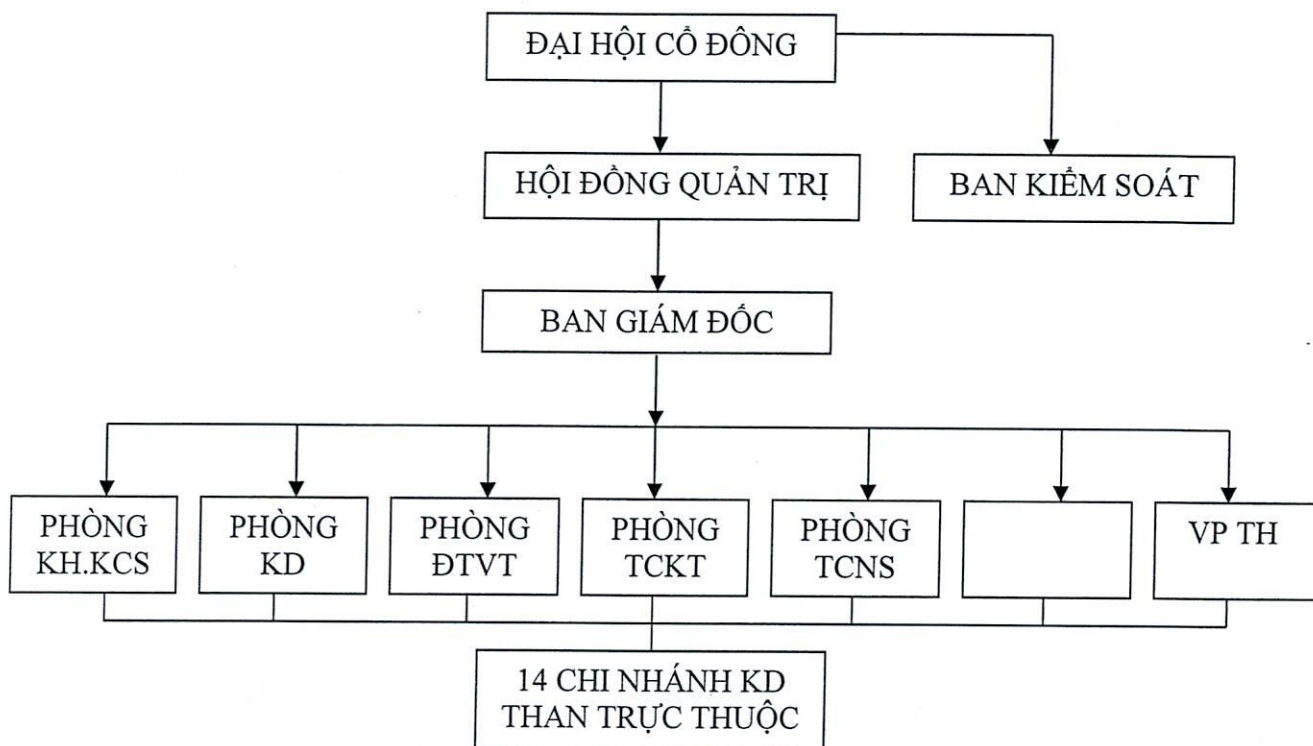 ĐẠI HỘI CỔ ĐÔNG
HỘI ĐỒNG QUẢN TRỊ
BAN KIỂM SOÁT
BAN GIÁM ĐỐC
PHÒNG
KH.KCS
PHÒNG
KD
PHÒNG
ĐTVT
PHÒNG
TCKT
PHÒNG
TCNS
VP TH
14 CHI NHÁNH KD
THAN TRỰC THUỘC